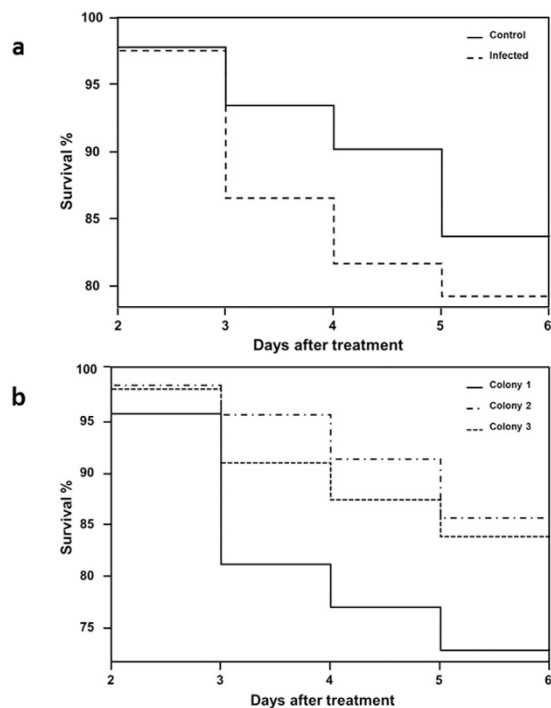 a
100
95
90
85
80
Survival %
Control
Infected
2 3 4 5 6
Days after treatment
b
100
95
90
85
80
75
Survival %
Colony 1
Colony 2
Colony 3
2 3 4 5 6
Days after treatment